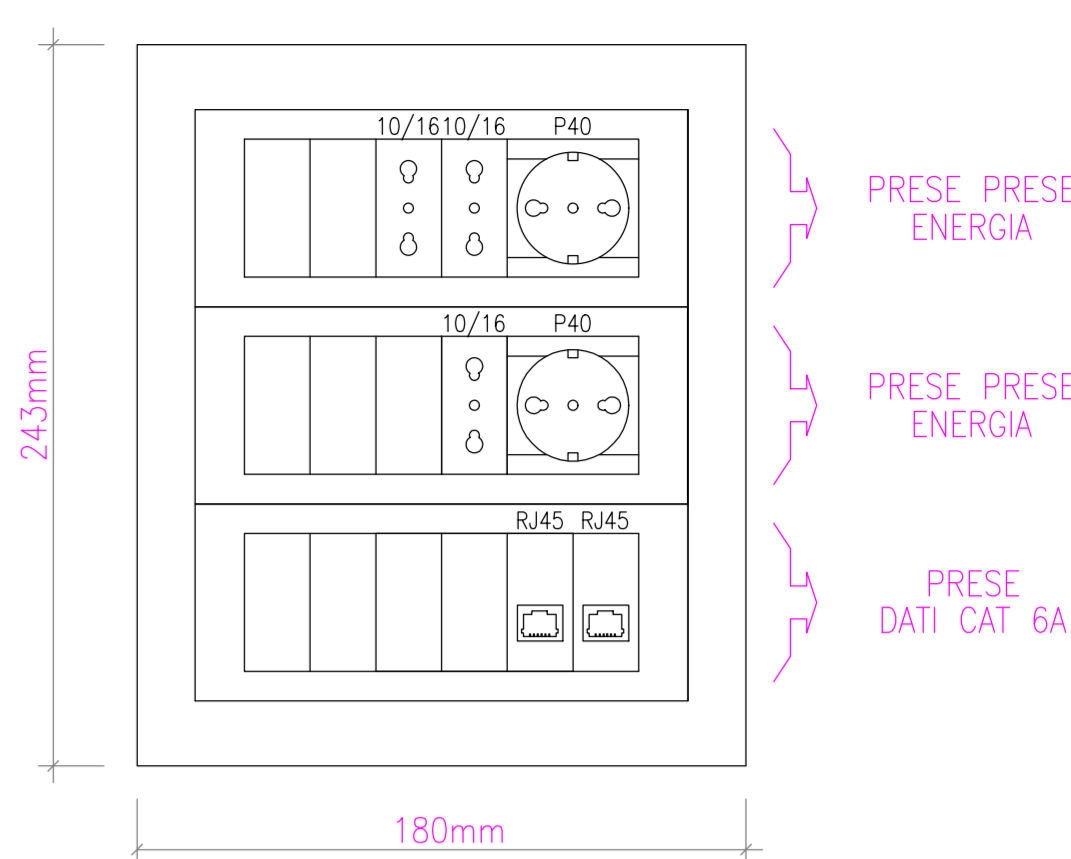 10/16 10/16 P40
PRESE PRESE
ENERGIA
10/16 P40
PRESE PRESE
ENERGIA
243mm
RJ45 RJ45
PRESE
DATI CAT 6A
180mm